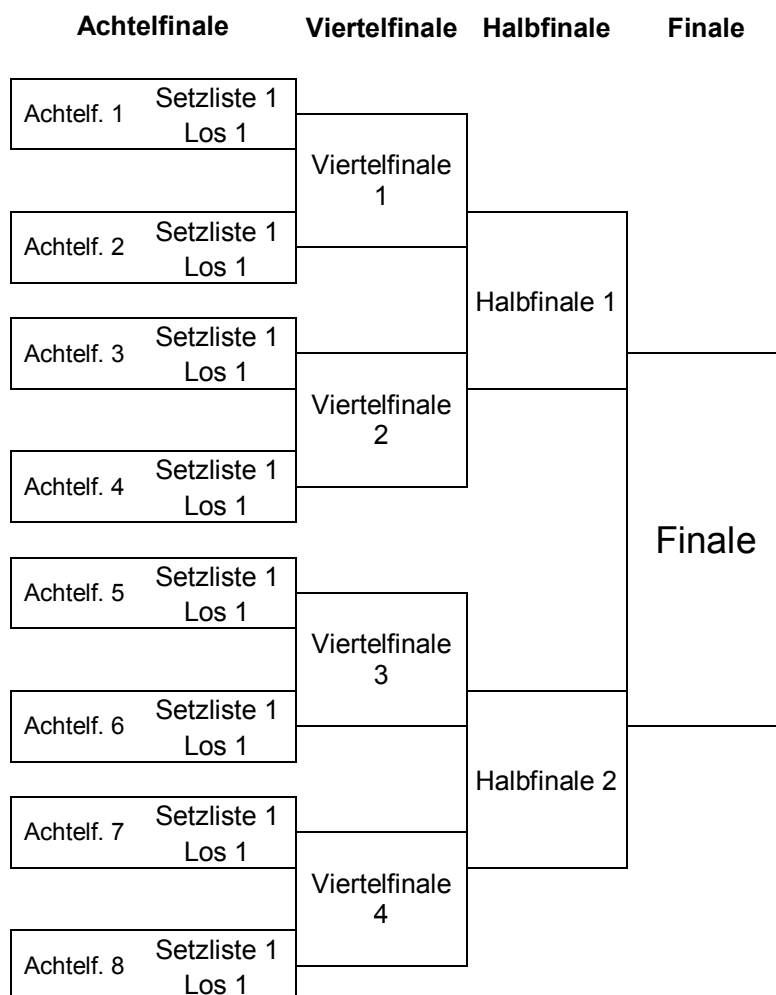 Achtelfinale Viertelfinale Halbfinale Finale
Achtelf. 1 Setzliste 1
Los 1
Viertelfinale
1
Achtelf. 2 Setzliste 1
Los 1
Halbfinale 1
Achtelf. 3 Setzliste 1
Los 1
Viertelfinale
2
Achtelf. 4 Setzliste 1
Los 1
Finale
Achtelf. 5 Setzliste 1
Los 1
Viertelfinale
3
Achtelf. 6 Setzliste 1
Los 1
Halbfinale 2
Achtelf. 7 Setzliste 1
Los 1
Viertelfinale
4
Achtelf. 8 Setzliste 1
Los 1